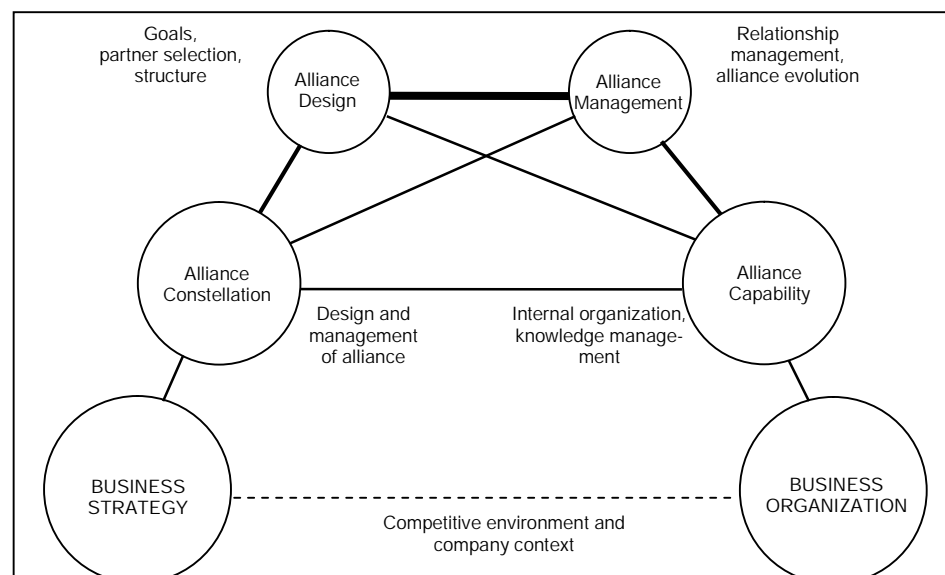 Goals,
partner selection,
structure
Alliance
Design
Alliance
Management
Relationship
management,
alliance evolution
Alliance
Constellation
Design and
management
of alliance
Internal organization,
knowledge manage-
ment
Alliance
Capability
BUSINESS
STRATEGY
Competitive environment and
company context
BUSINESS
ORGANIZATION